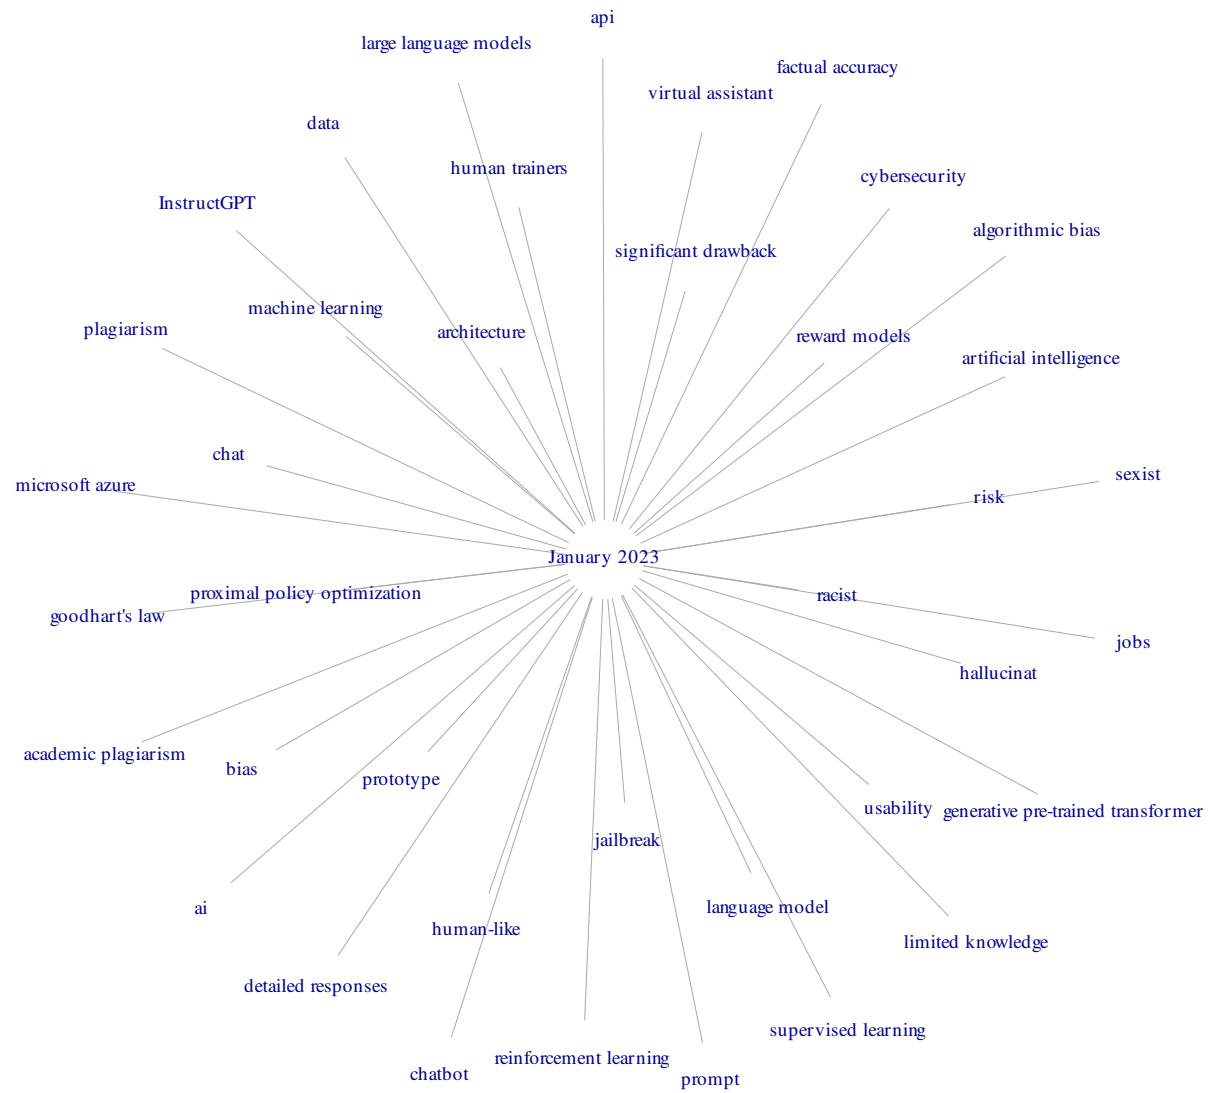 api
large language models
factual accuracy
virtual assistant
data
human trainers
cybersecurity
InstructGPT
algorithmic bias
significant drawback
machine learning
plagiarism
architecture
reward models
artificial intelligence
chat
sexist
microsoft azure
risk
January 2023
proximal policy optimization
racist
goodhart's law
jobs
hallucinat
academic plagiarism
bias
prototype
usability
generative pre-trained transformer
jailbreak
ai
language model
human-like
limited knowledge
detailed responses
supervised learning
reinforcement learning
chatbot
prompt